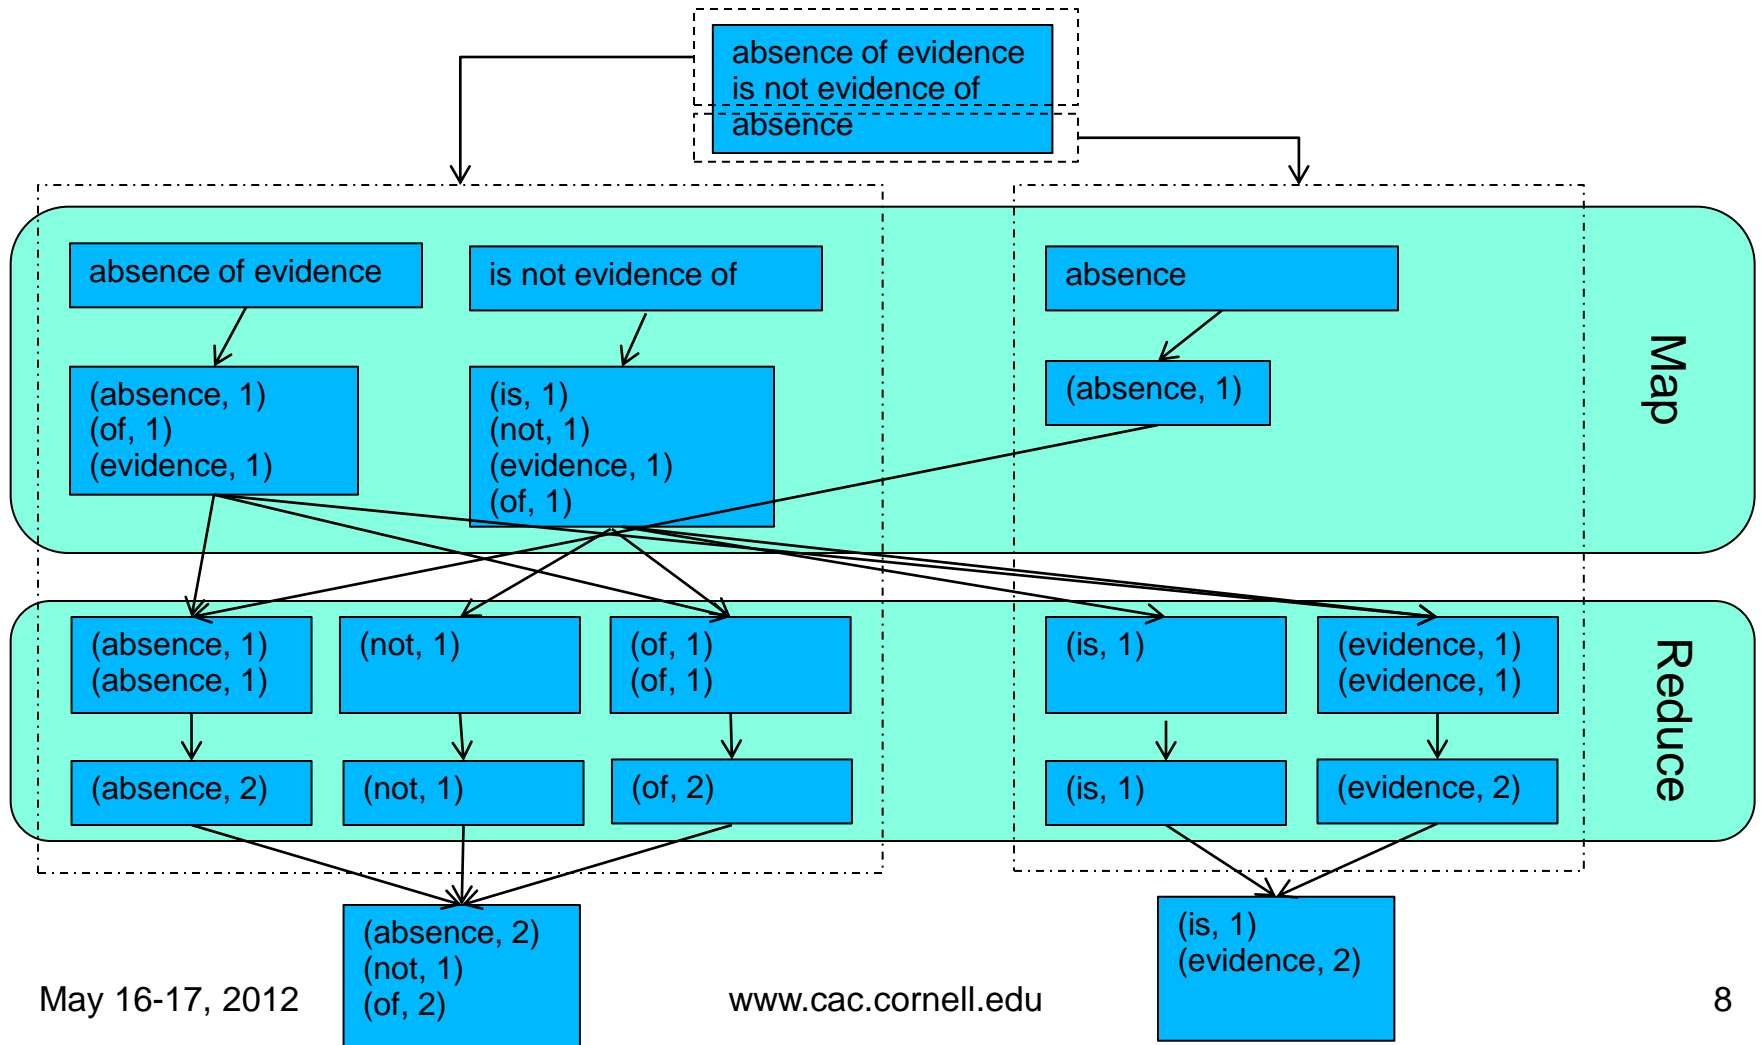 absence of evidence
is not evidence of
absence
absence of evidence
is not evidence of
absence
(absence, 1)
(of, 1)
(evidence, 1)
(is, 1)
(not, 1)
(evidence, 1)
(of, 1)
(absence, 1)
Map
(absence, 1)
(absence, 1)
(not, 1)
(of, 1)
(of, 1)
(is, 1)
(evidence, 1)
(evidence, 1)
Reduce
(absence, 2)
(not, 1)
(of, 2)
(is, 1)
(evidence, 2)
(absence, 2)
(not, 1)
(of, 2)
(is, 1)
(evidence, 2)
May 16-17, 2012
www.cac.cornell.edu
8